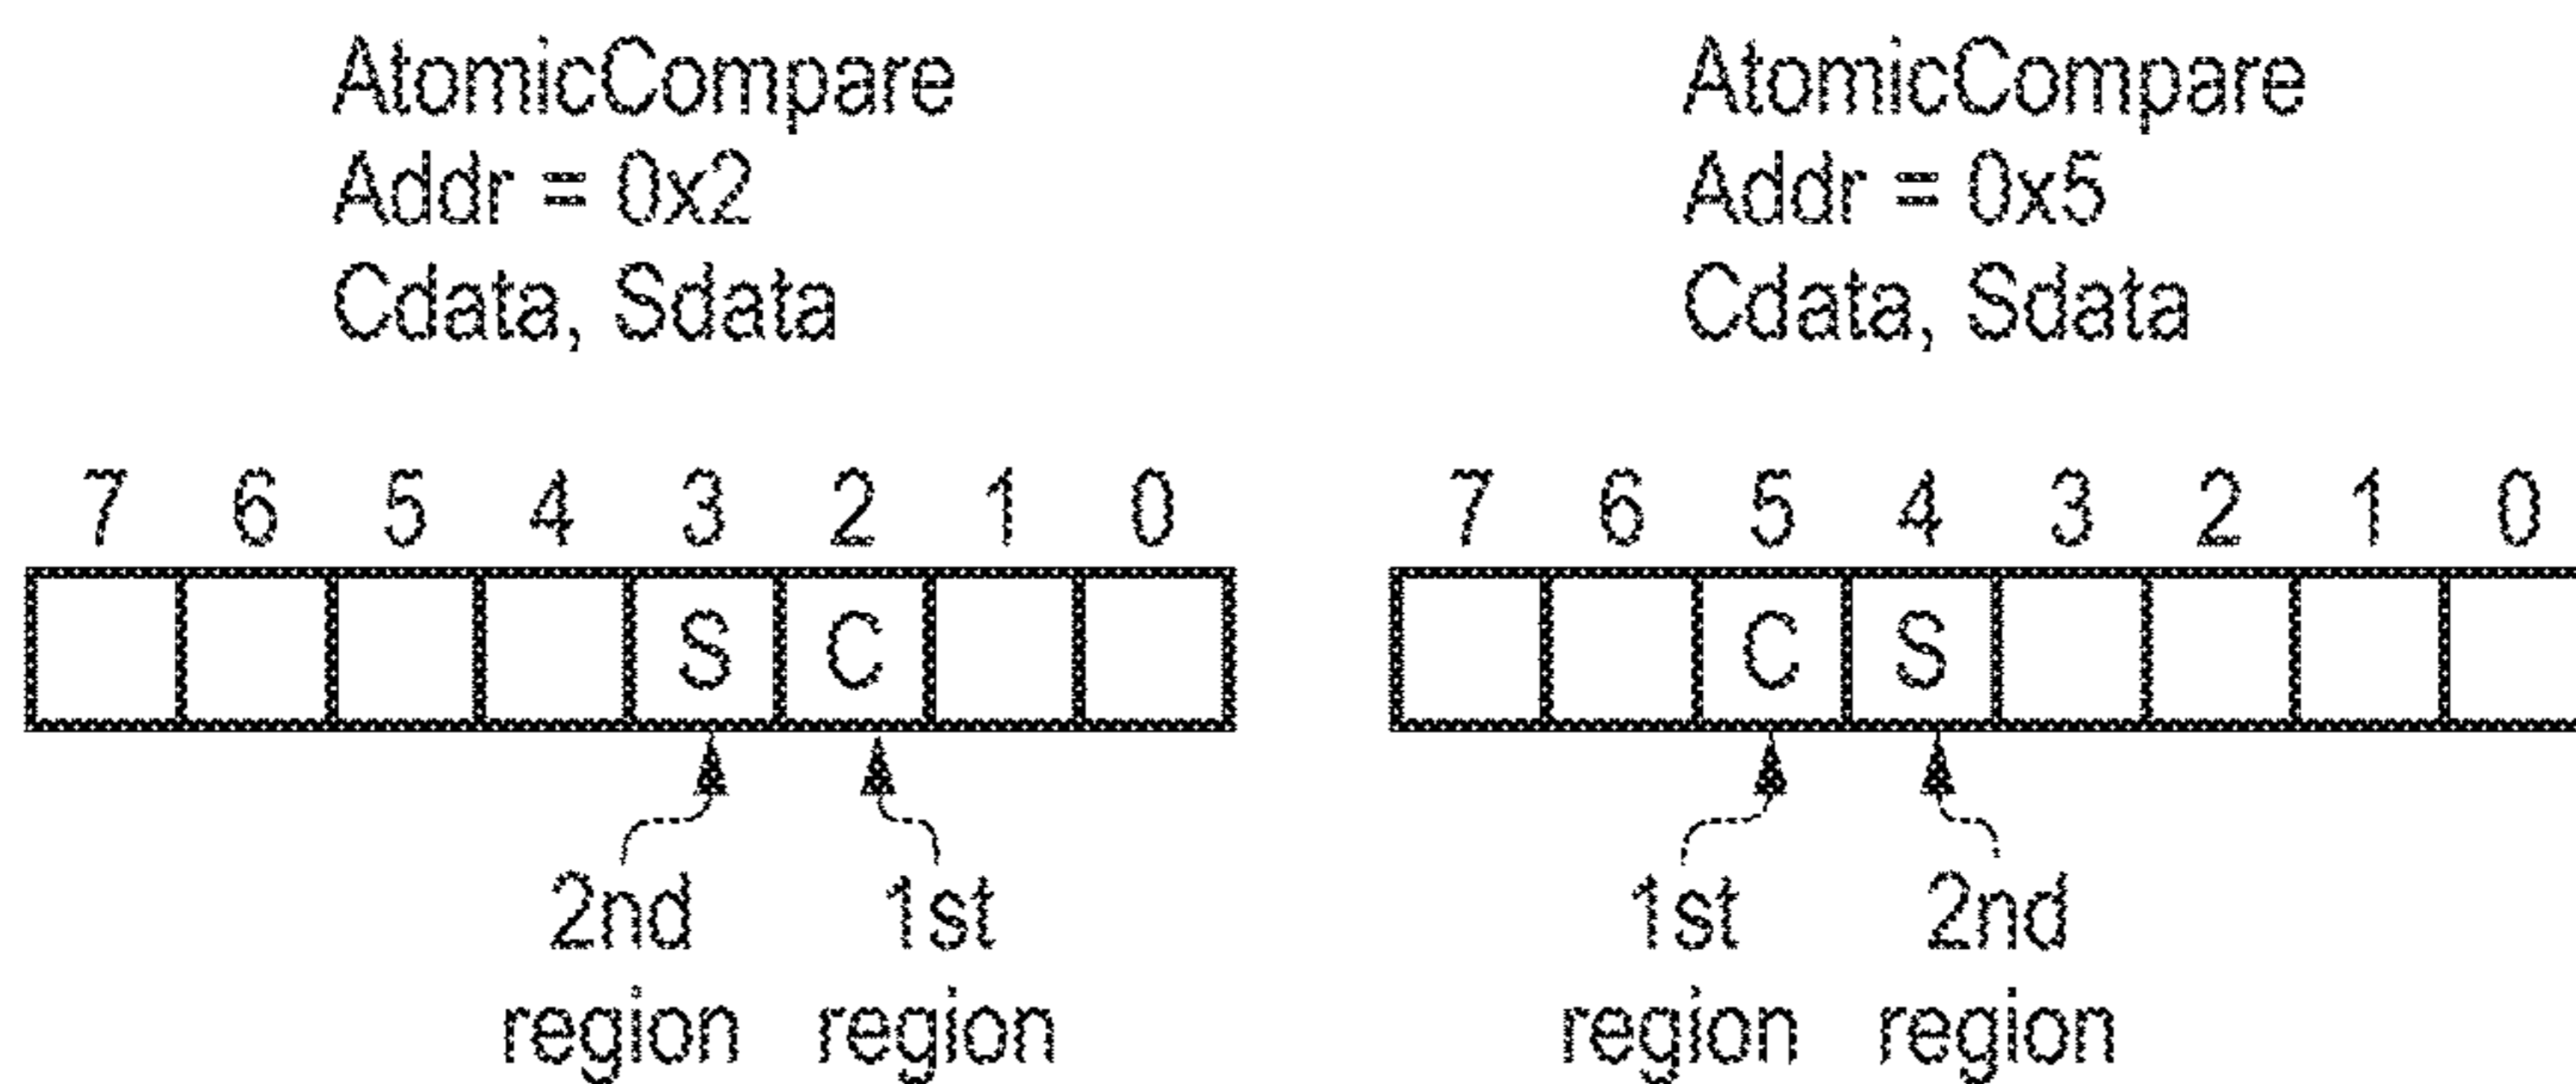 AtomicCompare
Addr = 0x2
Cdata, Sdata
7 6 5 4 3 2 1 0
S C
2nd region
1st region
AtomicCompare
Addr = 0x5
Cdata, Sdata
7 6 5 4 3 2 1 0
C S
1st region
2nd region